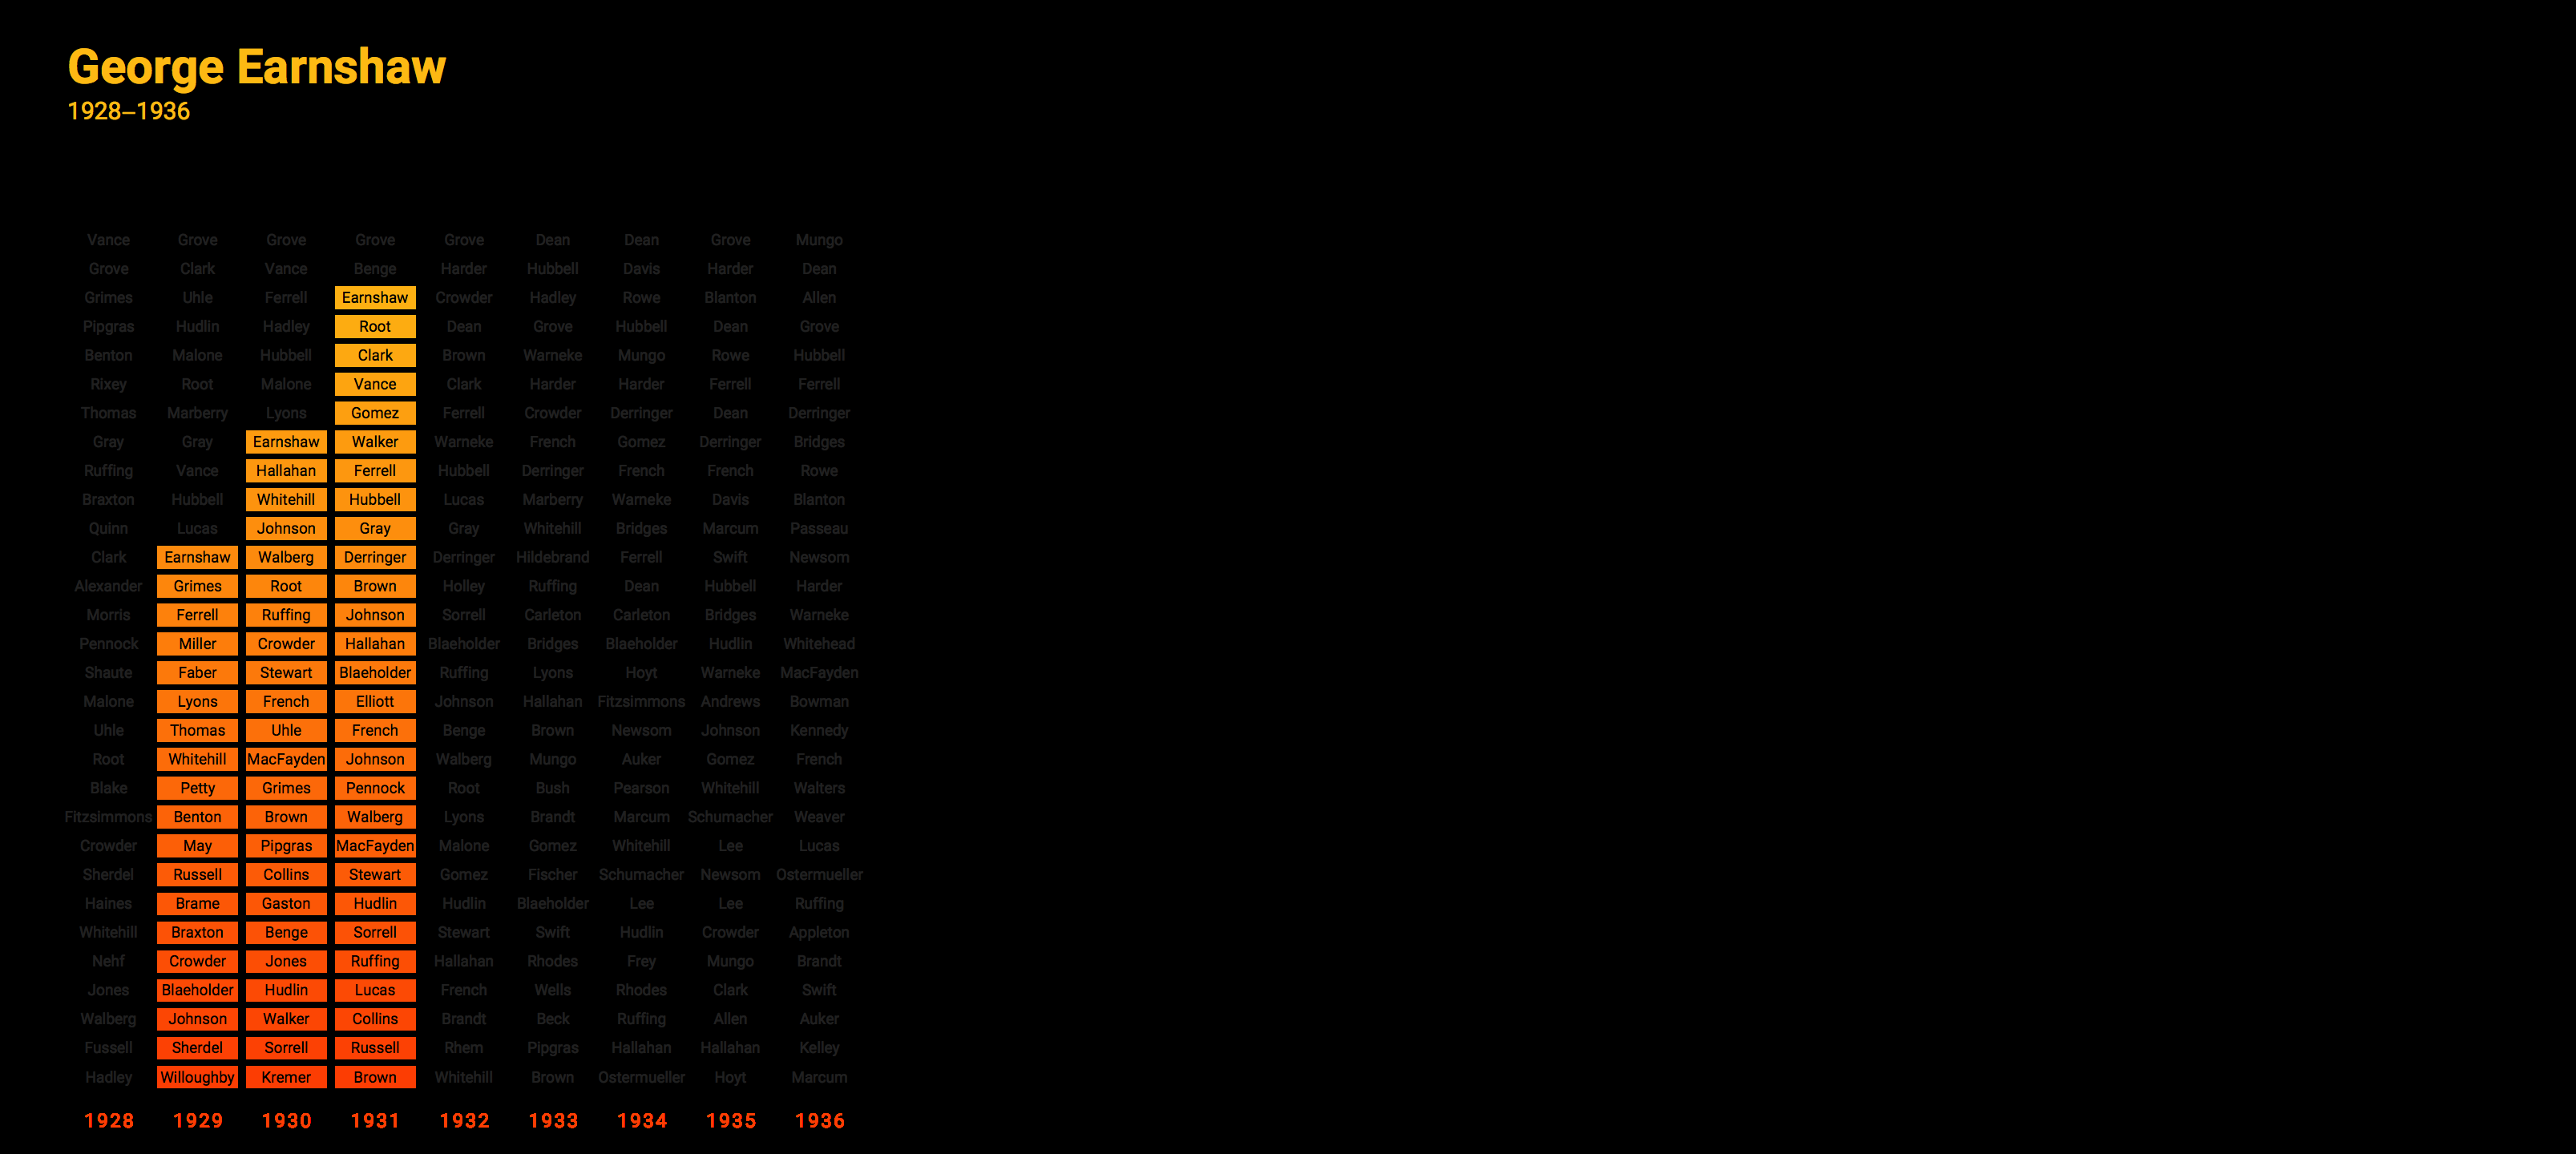 George Earnshaw
1928–1936
Vance Grove Grove Grove Grove Dean Dean Grove Mungo
Grove Clark Vance Benge Harder Hubbell Davis Harder Dean
Grimes Uhle Ferrell Earnshaw Crowder Hadley Rowe Blanton Allen
Pipgras Hudlin Hadley Root Dean Grove Hubbell Dean Grove
Benton Malone Hubbell Clark Brown Warneke Mungo Rowe Hubbell
Rixey Root Malone Vance Clark Harder Harder Ferrell Ferrell
Thomas Marberry Lyons Gomez Ferrell Crowder Derringer Dean Derringer
Gray Gray Earnshaw Walker Warneke French Gomez Derringer Bridges
Ruffing Vance Hallahan Ferrell Hubbell Derringer French French Rowe
Braxton Hubbell Whitehill Hubbell Lucas Marberry Warneke Davis Blanton
Quinn Lucas Johnson Gray Gray Whitehill Bridges Marcum Passeau
Clark Earnshaw Walberg Derringer Derringer Hildebrand Ferrell Swift Newsom
Alexander Grimes Root Brown Holley Ruffing Dean Hubbell Harder
Morris Ferrell Ruffing Johnson Sorrell Carleton Carleton Bridges Warneke
Pennock Miller Crowder Hallahan Blaeholder Bridges Blaeholder Hudlin Whitehead
Shaute Faber Stewart Blaeholder Ruffing Lyons Hoyt Warneke MacFayden
Malone Lyons French Elliott Johnson Hallahan Fitzsimmons Andrews Bowman
Uhle Thomas Uhle French Benge Brown Newsom Johnson Kennedy
Root Whitehill MacFayden Johnson Walberg Mungo Auker Gomez French
Blake Petty Grimes Pennock Root Bush Pearson Whitehill Walters
Fitzsimmons Benton Brown Walberg Lyons Brandt Marcum Schumacher Weaver
Crowder May Pipgras MacFayden Malone Gomez Whitehill Lee Lucas
Sherdel Russell Collins Stewart Gomez Fischer Schumacher Newsom Ostermueller
Haines Brame Gaston Hudlin Hudlin Blaeholder Lee Lee Ruffing
Whitehill Braxton Benge Sorrell Stewart Swift Hudlin Crowder Appleton
Nehf Crowder Jones Ruffing Hallahan Rhodes Frey Mungo Brandt
Jones Blaeholder Hudlin Lucas French Wells Rhodes Clark Swift
Walberg Johnson Walker Collins Brandt Beck Ruffing Allen Auker
Fussell Sherdel Sorrell Russell Rhem Pipgras Hallahan Hallahan Kelley
Hadley Willoughby Kremer Brown Whitehill Brown Ostermueller Hoyt Marcum
1928 1929 1930 1931 1932 1933 1934 1935 1936